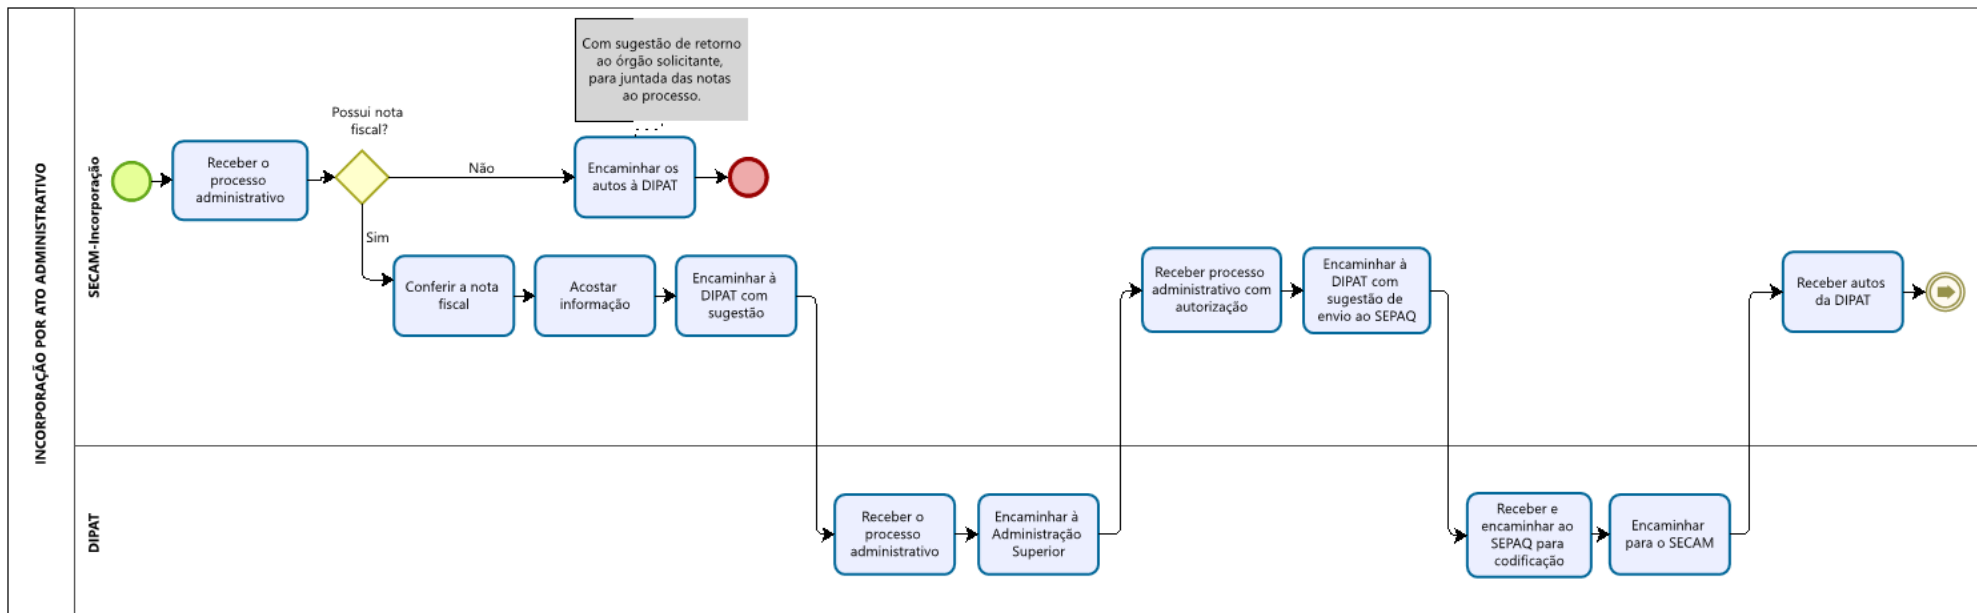 INCORPORAÇÃO POR ATO ADMINISTRATIVO
SECAM-Incorporação
Com sugestão de retorno
ao órgão solicitante,
para juntada das notas
ao processo.
Possui nota
fiscal?
Receber o
processo
administrativo
Não
Encaminhar os
autos à DIPAT
Sim
Conferir a nota
fiscal
Acostar
informação
Encaminhar à
DIPAT com
sugestão
Receber processo
administrativo com
autorização
Encaminhar à
DIPAT com
sugestão de
envio ao SEPAQ
Receber autos
da DIPAT
DIPAT
Receber o
processo
administrativo
Encaminhar à
Administração
Superior
Receber e
encaminhar ao
SEPAQ para
codificação
Encaminhar
para o SECAM